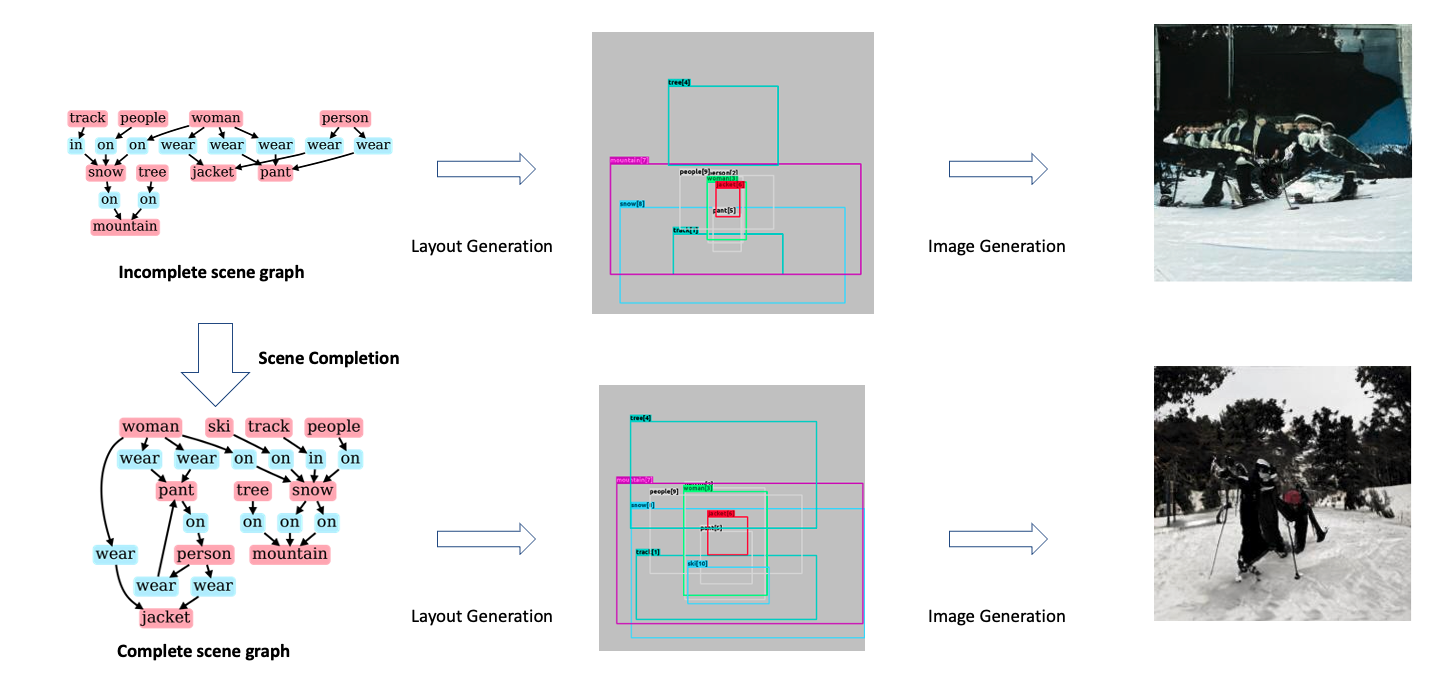 track people woman person
in on on wear wear wear wear wear
snow tree jacket pant
on on
mountain
Incomplete scene graph
Layout Generation
tree[4]
mountain[7]
people[9] person[2]
woman[3]
jacket[6]
snow[8]
pant[5]
track[1]
Image Generation
Scene Completion
woman ski track people
wear wear on on in on
pant tree snow
on on on on
wear person mountain
wear wear
jacket
Complete scene graph
Layout Generation
tree[4]
mountain[7]
people[9] woman[3]
jacket[6]
pant[5]
track[1]
ski[10]
Image Generation